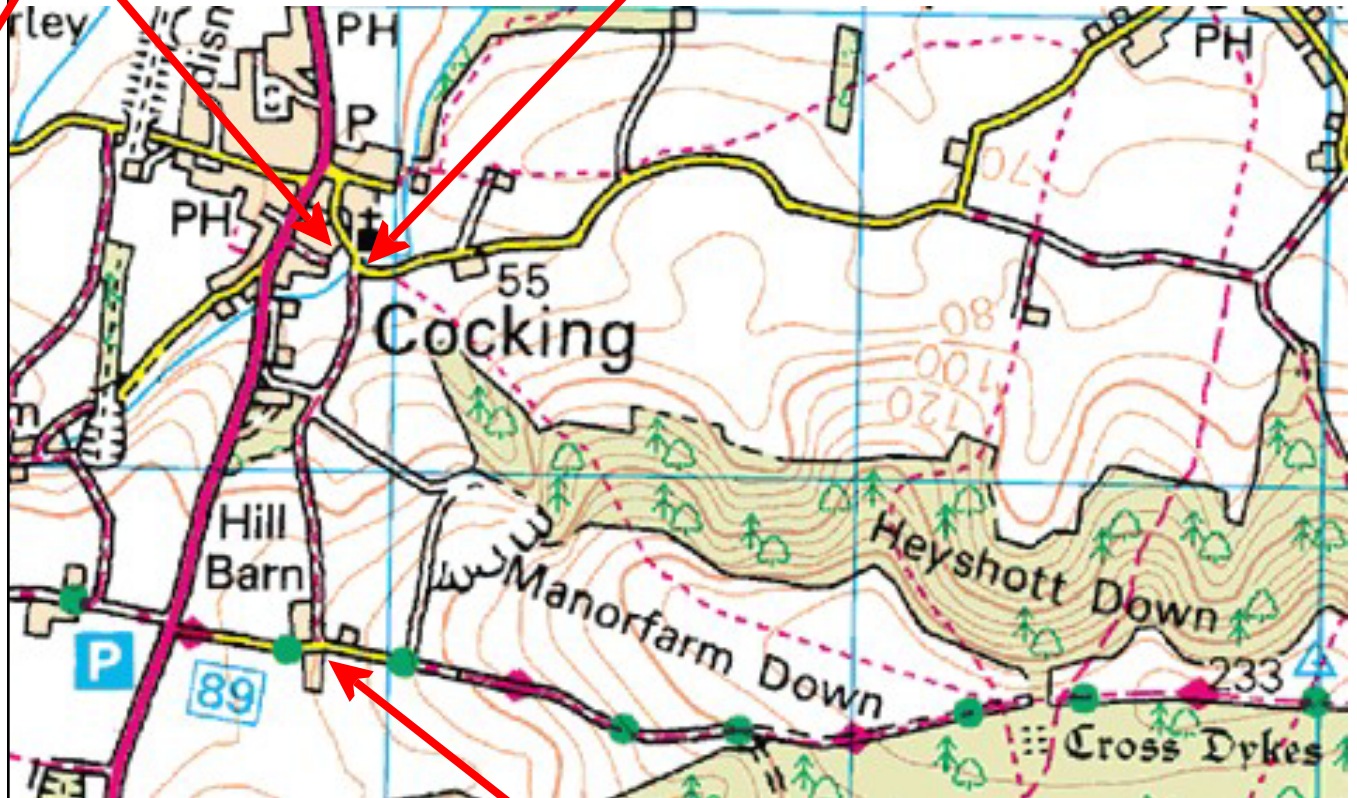 rley
PH
PH
P
PH
70
55
Cocking
80
100
120
Hill
Barn
Heyshott Down
Manorfarm Down
P
89
233
Cross Dykes